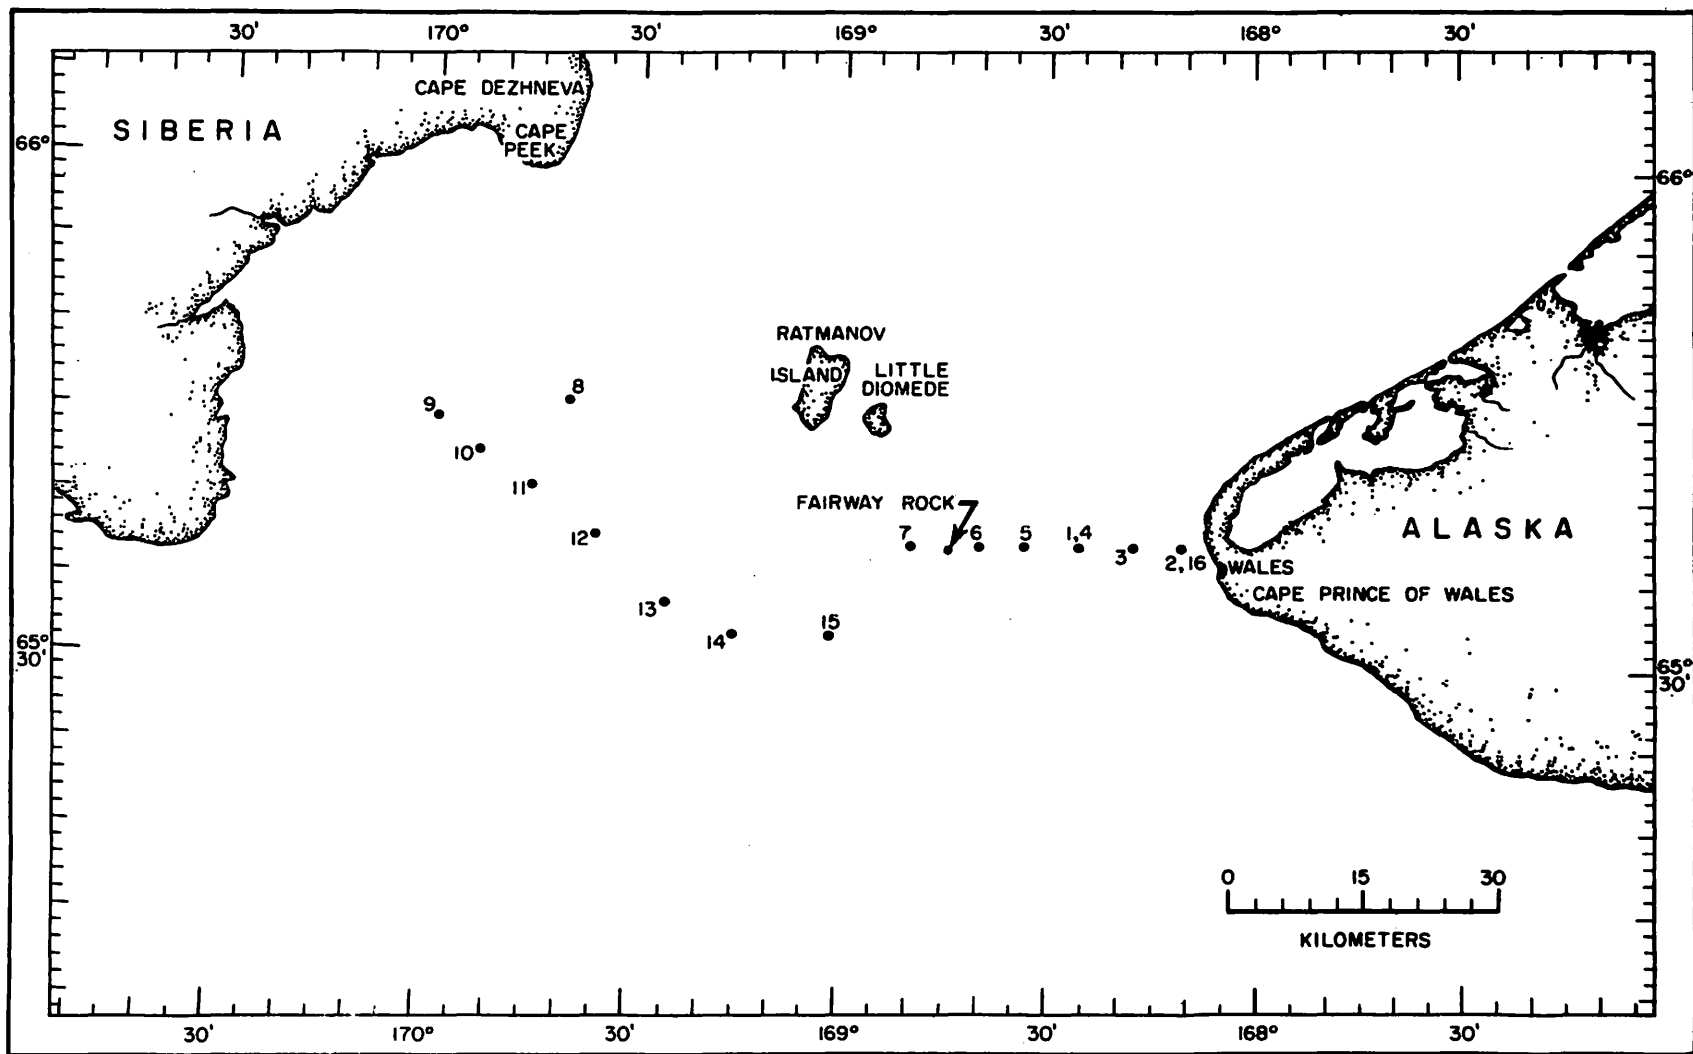 30' 170° 30' 169° 30' 168° 30'
CAPE DEZHNEVA
SIBERIA
CAPE
PEEK
66°
66°
RATMANOV
ISLAND
LITTLE
DIOMEDE
8
9
10
11
12
FAIRWAY ROCK
7 6 5 1,4
3 2,16
ALASKA
WALES
CAPE PRINCE OF WALES
13
14
15
65°
30'
65°
30'
0 15 30
KILOMETERS
30' 170° 30' 169° 30' 168° 30'